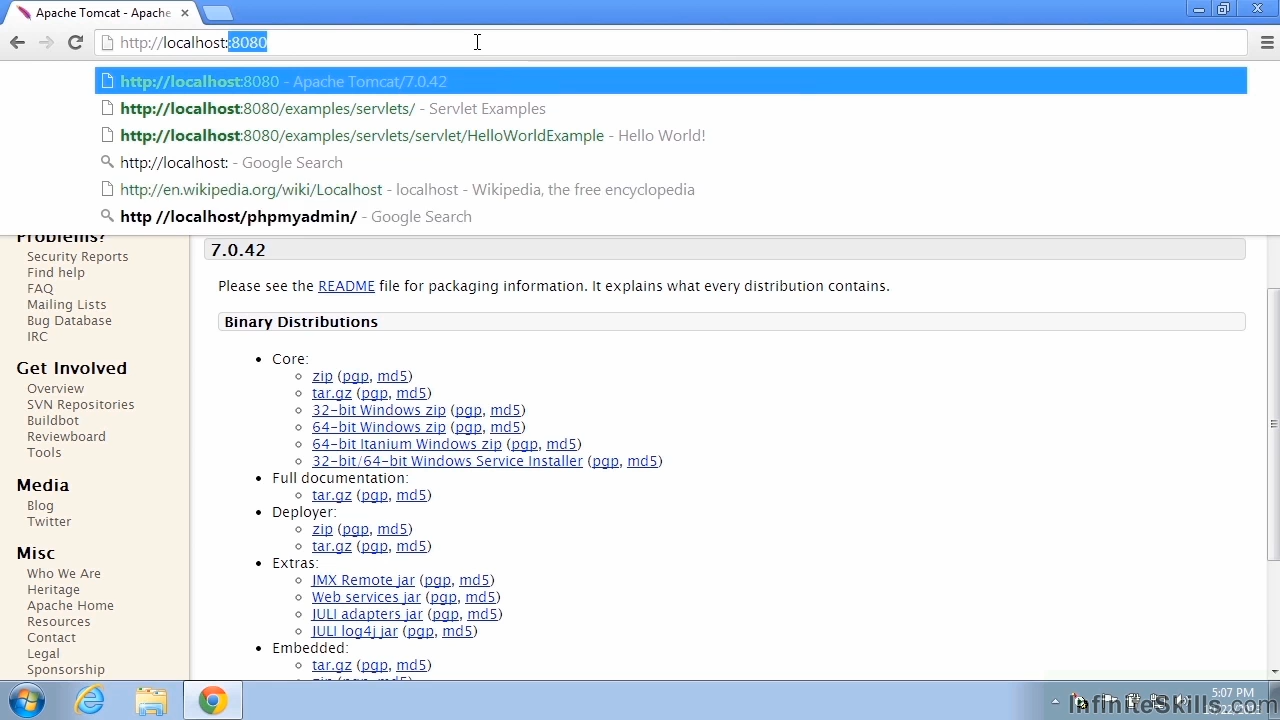 Apache Tomcat - Apache
http://localhost:8080
http://localhost:8080 - Apache Tomcat/7.0.42
http://localhost:8080/examples/servlets/ - Servlet Examples
http://localhost:8080/examples/servlets/servlet/HelloWorldExample - Hello World!
http://localhost: - Google Search
http://en.wikipedia.org/wiki/Localhost - localhost - Wikipedia, the free encyclopedia
http //localhost/phpmyadmin/ - Google Search
Problems?
Security Reports
Find help
FAQ
Mailing Lists
Bug Database
IRC
Get Involved
Overview
SVN Repositories
Buildbot
Reviewboard
Tools
Media
Blog
Twitter
Misc
Who We Are
Heritage
Apache Home
Resources
Contact
Legal
Sponsorship
7.0.42
Please see the README file for packaging information. It explains what every distribution contains.
Binary Distributions
Core:
zip (pgp, md5)
tar.gz (pgp, md5)
32-bit Windows zip (pgp, md5)
64-bit Windows zip (pgp, md5)
64-bit Itanium Windows zip (pgp, md5)
32-bit/64-bit Windows Service Installer (pgp, md5)
Full documentation:
tar.gz (pgp, md5)
Deployer:
zip (pgp, md5)
tar.gz (pgp, md5)
Extras:
JMX Remote jar (pgp, md5)
Web services jar (pgp, md5)
JULI adapters jar (pgp, md5)
JULI log4j jar (pgp, md5)
Embedded:
tar.gz (pgp, md5)
5:07 PM
InfiniteSkills.com